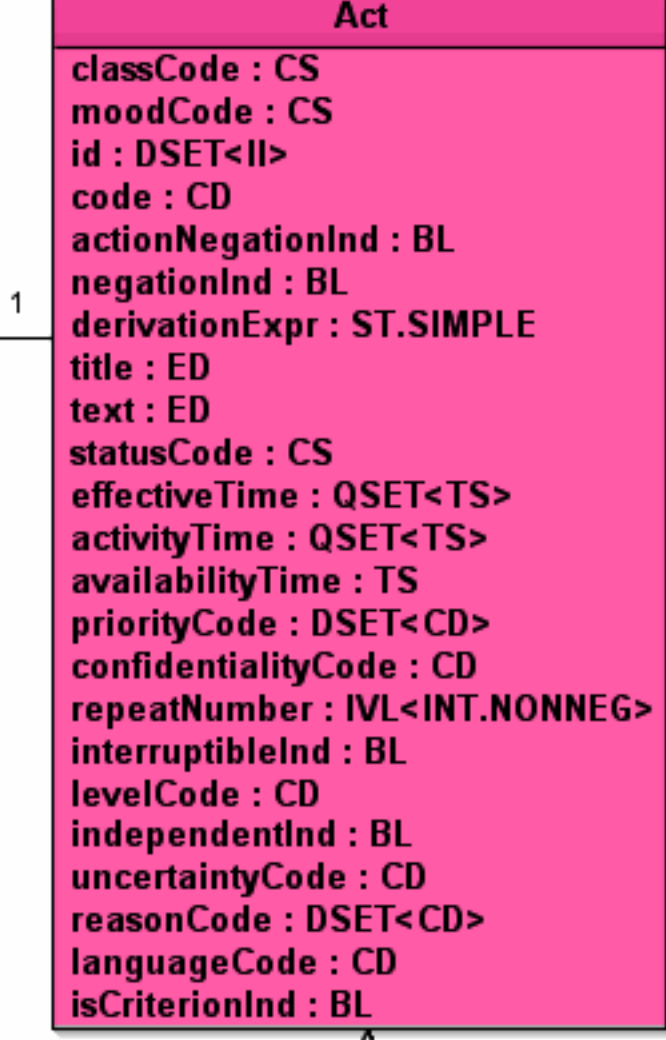 Act
classCode : CS
moodCode : CS
id : DSET<II>
code : CD
actionNegationInd : BL
negationInd : BL
1
derivationExpr : ST.SIMPLE
title : ED
text : ED
statusCode : CS
effectiveTime : QSET<TS>
activityTime : QSET<TS>
availabilityTime : TS
priorityCode : DSET<CD>
confidentialityCode : CD
repeatNumber : IVL<INT.NONNEG>
interruptibleInd : BL
levelCode : CD
independentInd : BL
uncertaintyCode : CD
reasonCode : DSET<CD>
languageCode : CD
isCriterionInd : BL